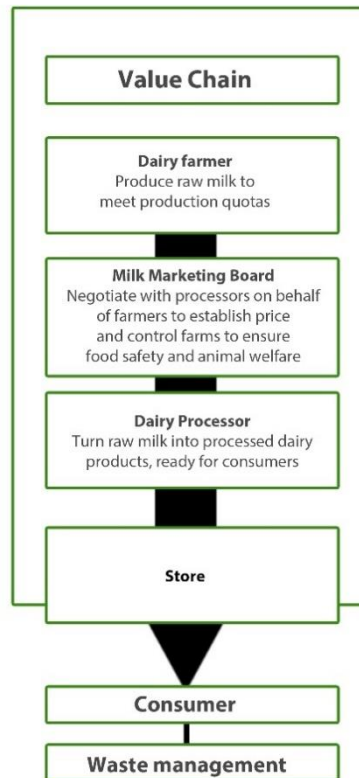 Value Chain
Dairy farmer
Produce raw milk to
meet production quotas
Milk Marketing Board
Negotiate with processors on behalf
of farmers to establish price
and control farms to ensure
food safety and animal welfare
Dairy Processor
Turn raw milk into processed dairy
products, ready for consumers
Store
Consumer
Waste management